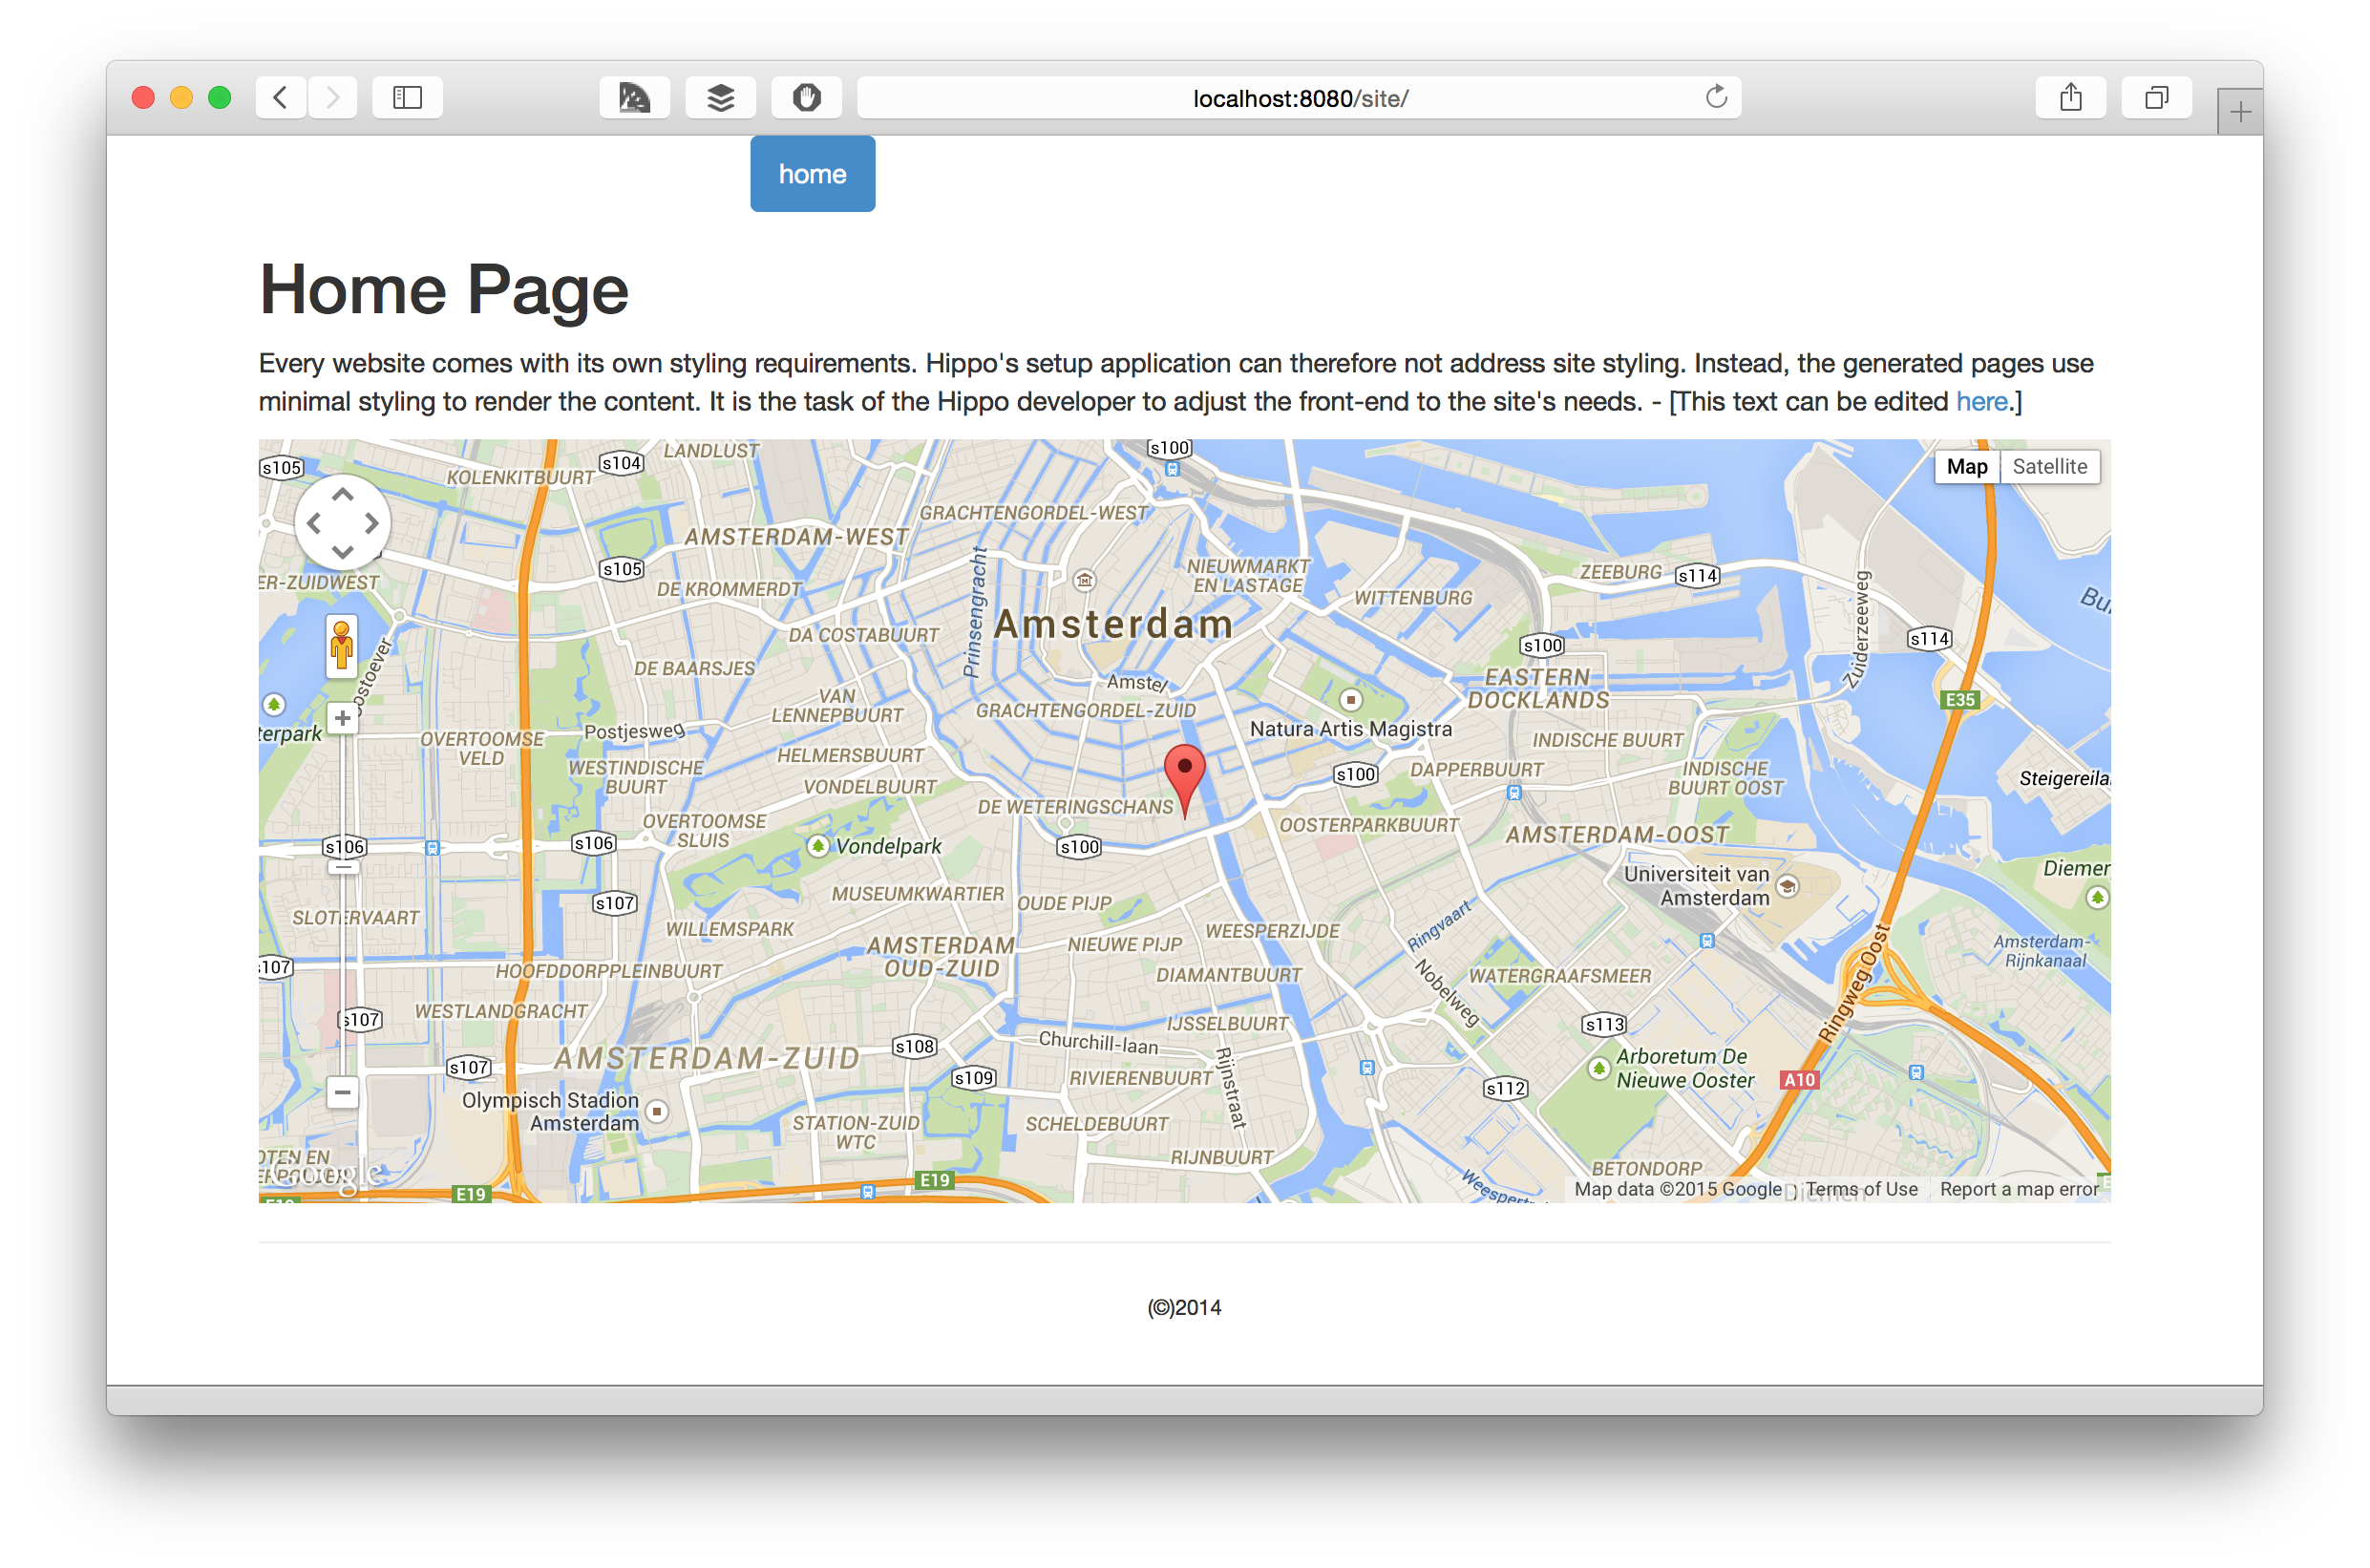 localhost:8080/site/
home
Home Page
Every website comes with its own styling requirements. Hippo's setup application can therefore not address site styling. Instead, the generated pages use
minimal styling to render the content. It is the task of the Hippo developer to adjust the front-end to the site's needs. - [This text can be edited here.]
s105
KOLENKITBUURT
s104
LANDLUST
s100
Map
Satellite
GRACHTENGORDEL-WEST
AMSTERDAM-WEST
s105
ER-ZUIDWEST
DE KROMMERDT
Prinsengracht
NIEUWMARKT
EN LASTAGE
ZEEBURG
s114
WITTENBURG
Zuiderzeeweg
Amsterdam
DA COSTABUURT
s100
s114
DE BAARSJES
EASTERN
DOCKLANDS
Amstel
VAN
LENNEPBUURT
GRACHTENGORDEL-ZUID
E35
terpark
Postjesweg
Natura Artis Magistra
OVERTOOMSE
VELD
HELMERSBUURT
INDISCHE BUURT
WESTINDISCHE
BUURT
s100
DAPPERBUURT
INDISCHE
BUURT OOST
Steigereila
VONDELBUURT
DE WETERINGSCHANS
OVERTOOMSE
SLUIS
OOSTERPARKBUURT
AMSTERDAM-OOST
s106
s106
Vondelpark
s100
Universiteit van
Amsterdam
Diemer
MUSEUMKWARTIER
OUDE PIJP
s107
SLOTERVAART
WILLEMSPARK
Ringvaart
WEESPERZIJDE
AMSTERDAM
OUD-ZUID
NIEUWE PIJP
Amsterdam-
Rijnkanaal
107
HOOFDDORPPLEINBUURT
DIAMANTBUURT
WATERGRAAFSMEER
Nobelweg
Ringweg Oost
WESTLANDGRACHT
s107
IJSSELBUURT
s113
Churchill-laan
s108
AMSTERDAM-ZUID
s107
s109
RIVIERENBUURT
Rijnstraat
Arboretum De
Nieuwe Ooster
A10
s112
Olympisch Stadion
Amsterdam
STATION-ZUID
WTC
SCHELDEBUURT
RIJNBUURT
OTEN EN
Google
BETONDORP
E19
E19
Diemen
Map data ©2015 Google
Terms of Use
Report a map error
(©)2014